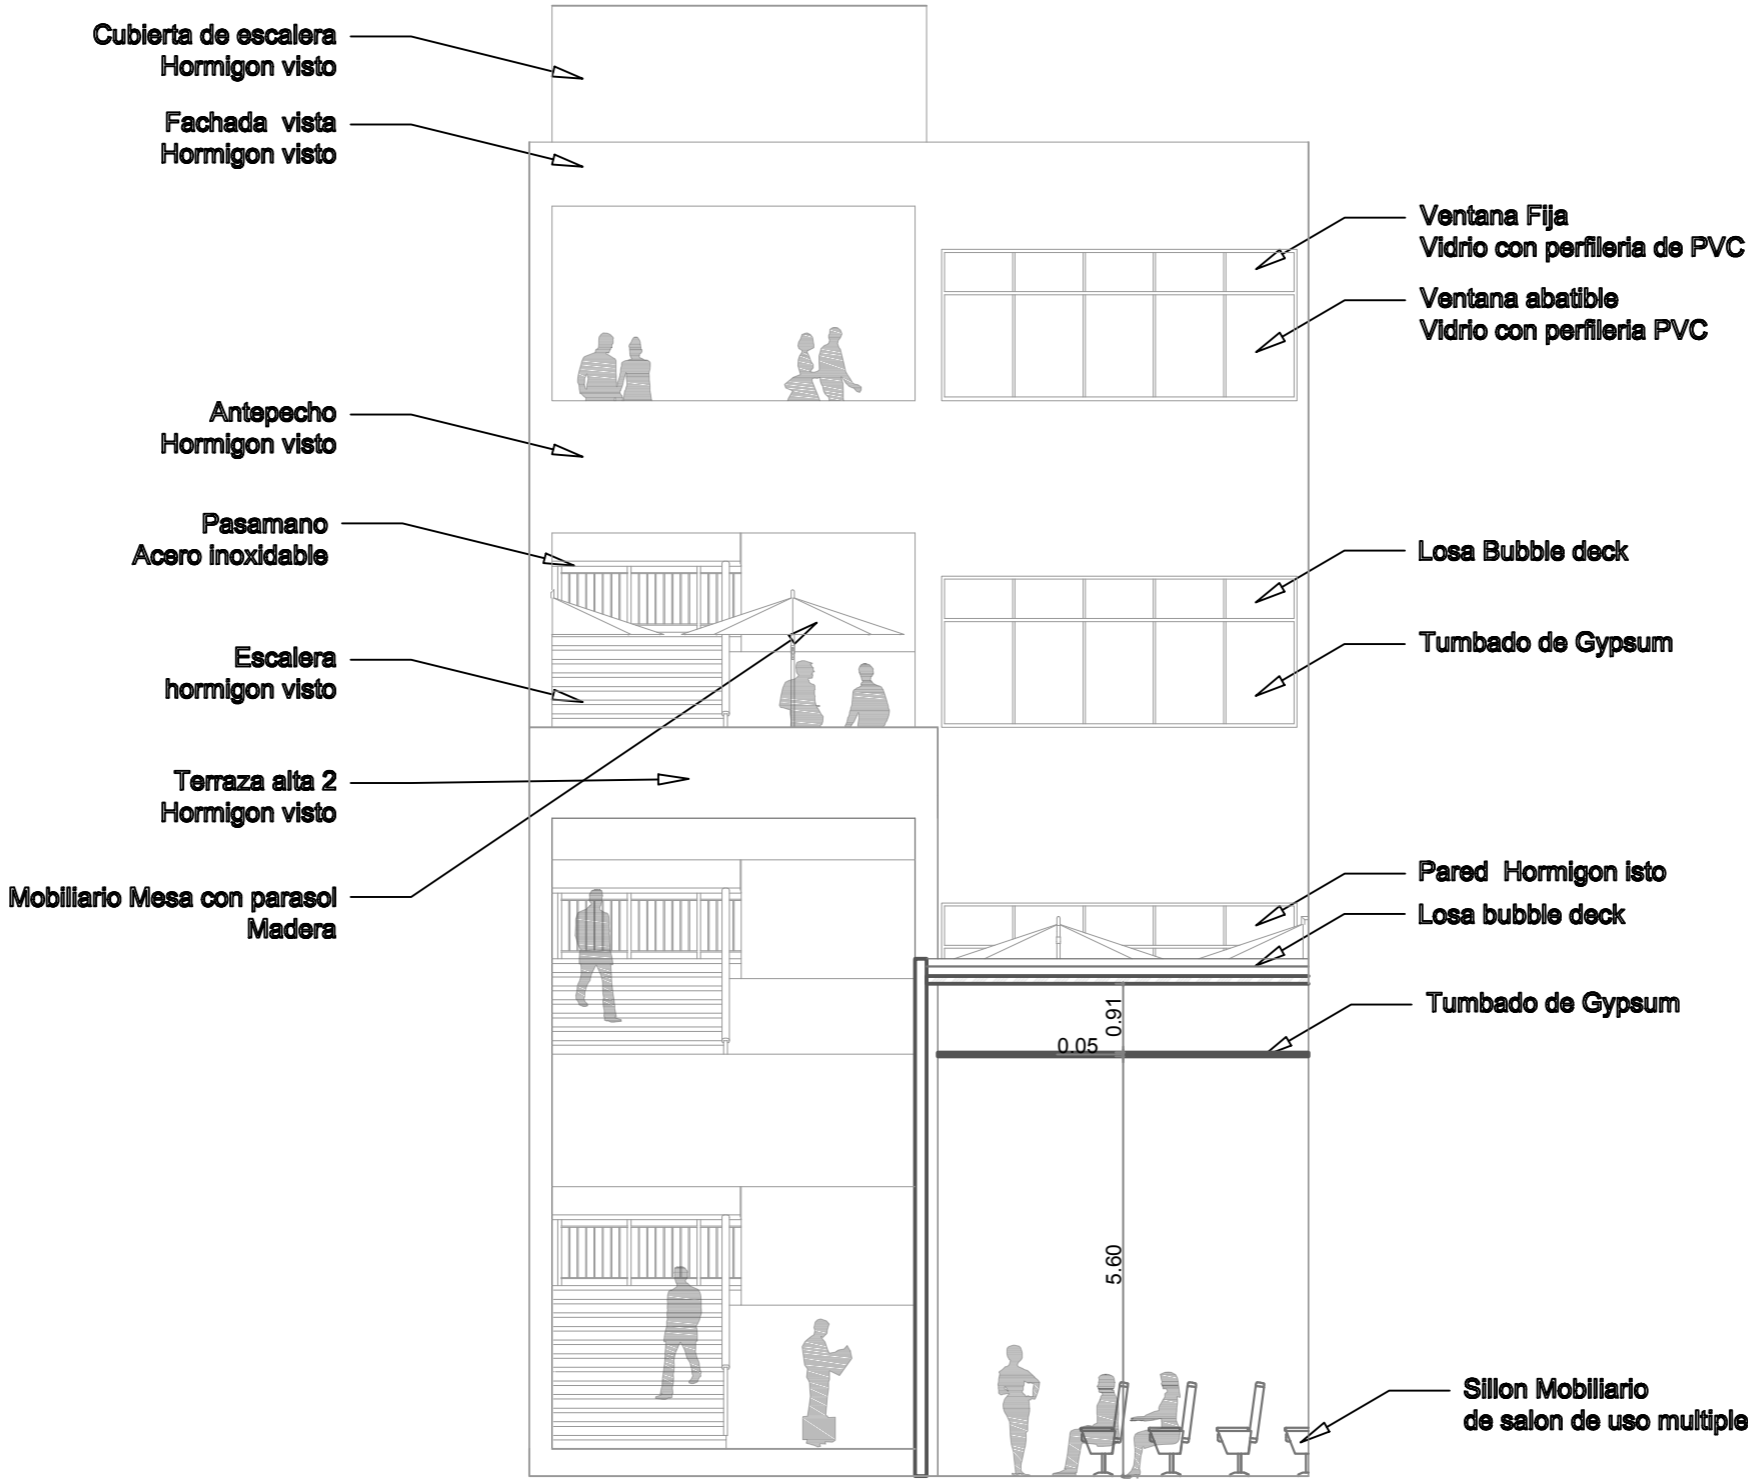 Cubierta de escalera
Hormigon visto
Fachada vista
Hormigon visto
Antepecho
Hormigon visto
Pasamano
Acero inoxidable
Escalera
hormigon visto
Terraza alta 2
Hormigon visto
Mobiliario Mesa con parasol
Madera
Ventana Fija
Vidrio con perfileria de PVC
Ventana abatible
Vidrio con perfileria PVC
Losa Bubble deck
Tumbado de Gypsum
Pared Hormigon isto
Losa bubble deck
Tumbado de Gypsum
0.91
0.05
5.60
Sillon Mobiliario
de salon de uso multiple